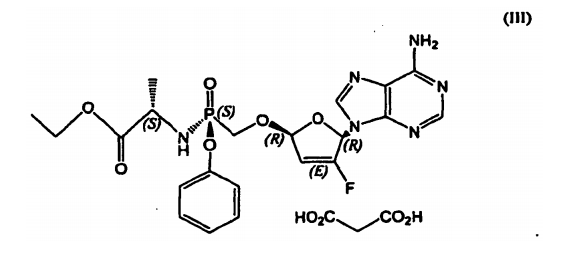 (III)
NH₂
N
N
O
O
(S)
P
(S)
O
O
N
N
(S)
N
H
(R)
(R)
O
O
(E)
F
HO₂C
CO₂H